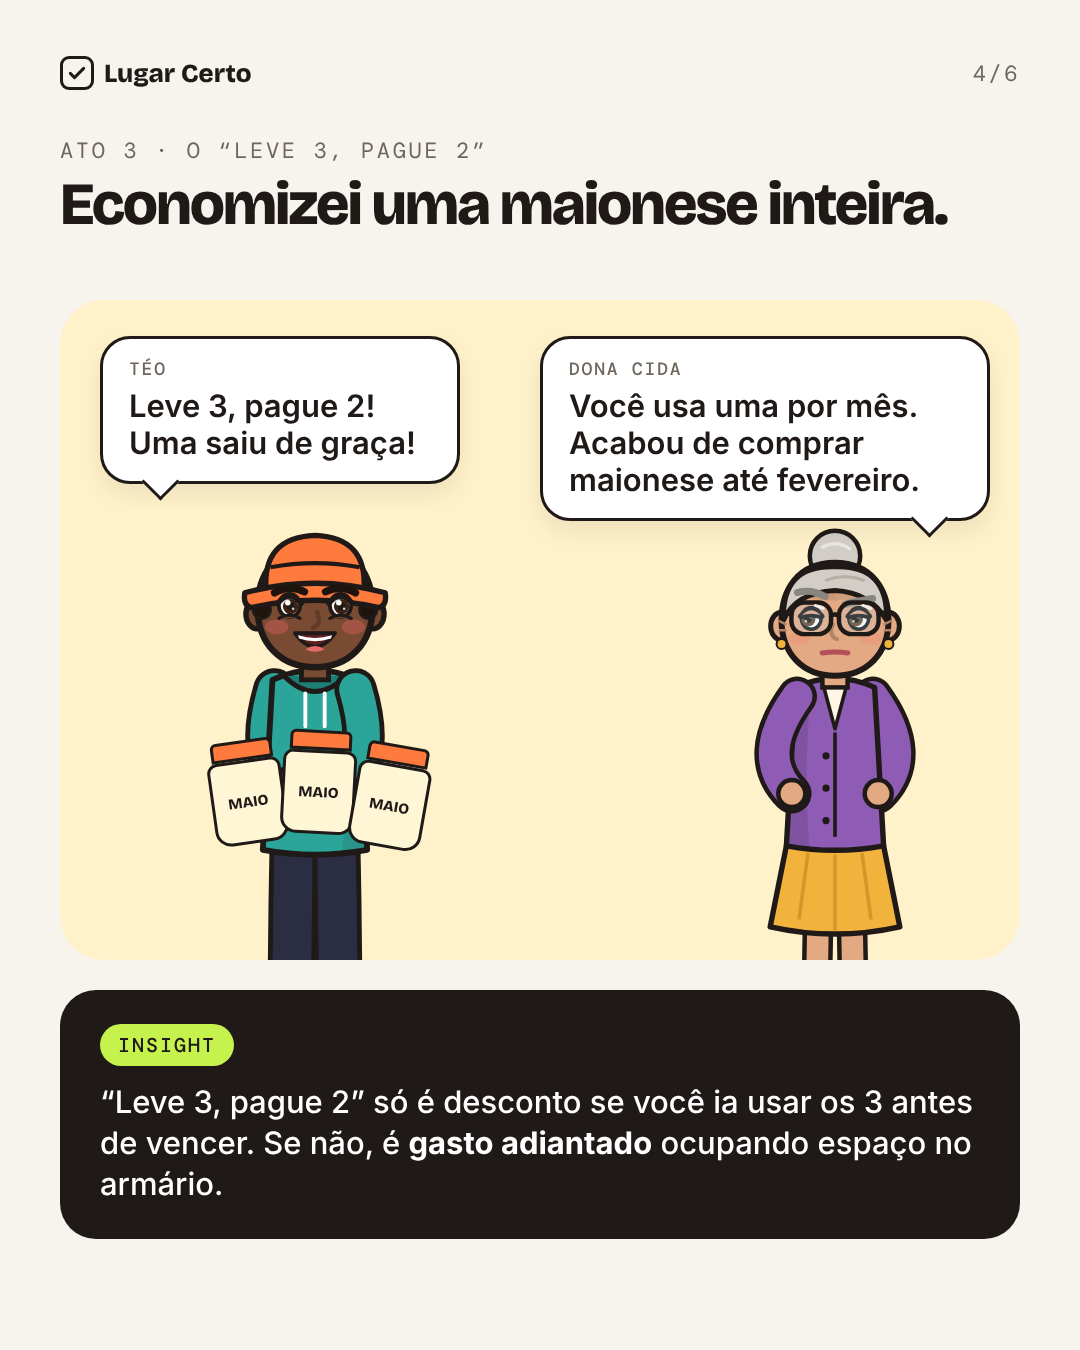 Lugar Certo
4/6
ATO 3 · O “LEVE 3, PAGUE 2”
Economizei uma maionese inteira.
TÉO
Leve 3, pague 2!
Uma saiu de graça!
DONA CIDA
Você usa uma por mês.
Acabou de comprar
maionese até fevereiro.
MAIO
MAIO
MAIO
INSIGHT
“Leve 3, pague 2” só é desconto se você ia usar os 3 antes
de vencer. Se não, é gasto adiantado ocupando espaço no
armário.